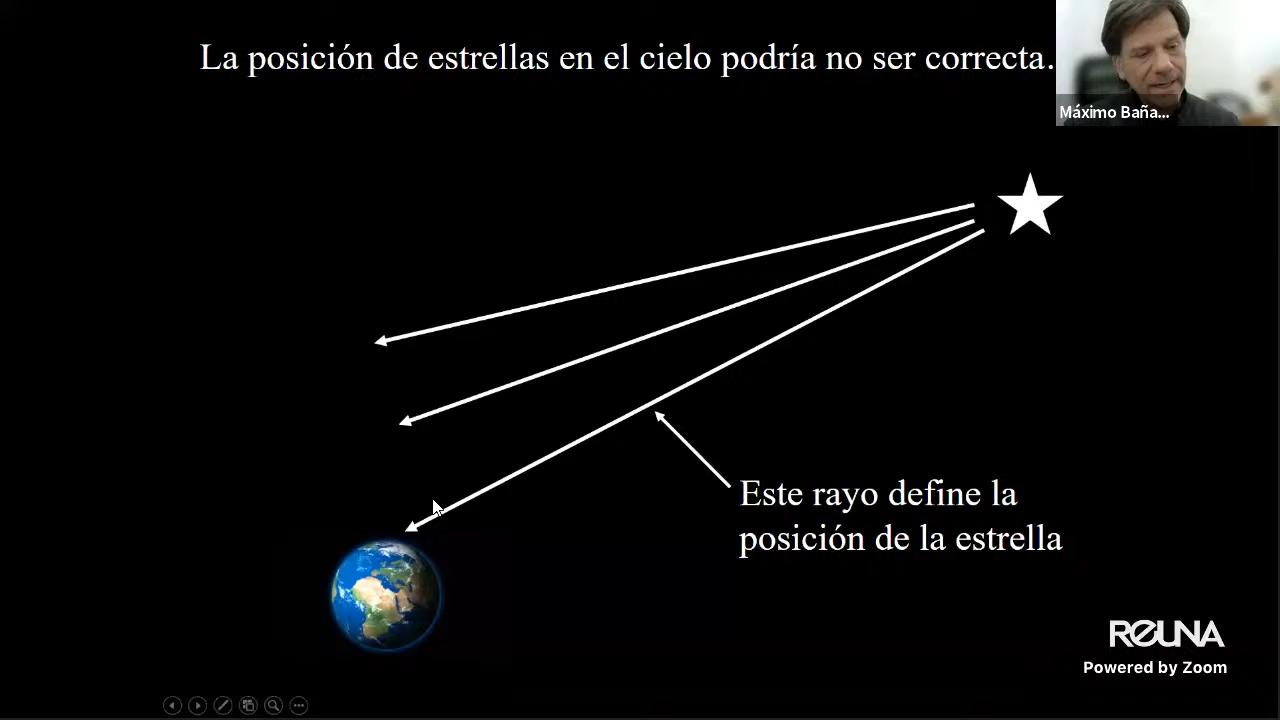 La posición de estrellas en el cielo podría no ser correcta.
Máximo Baña...
Este rayo define la
posición de la estrella
REUNA
Powered by Zoom